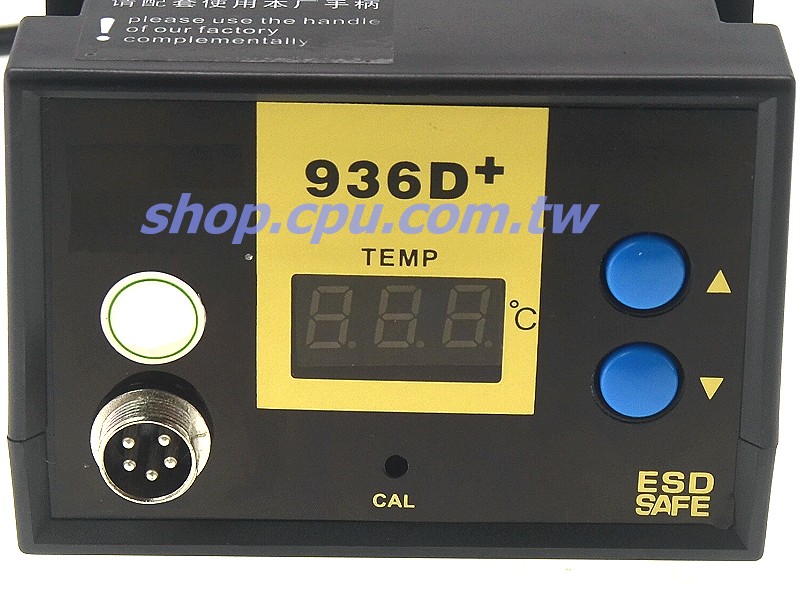 请配套使用本厂手柄
! please use the handle
of our factory
complementally
936D+
shop.cpu.com.tw
TEMP
°C
▲
▼
CAL
ESD
SAFE